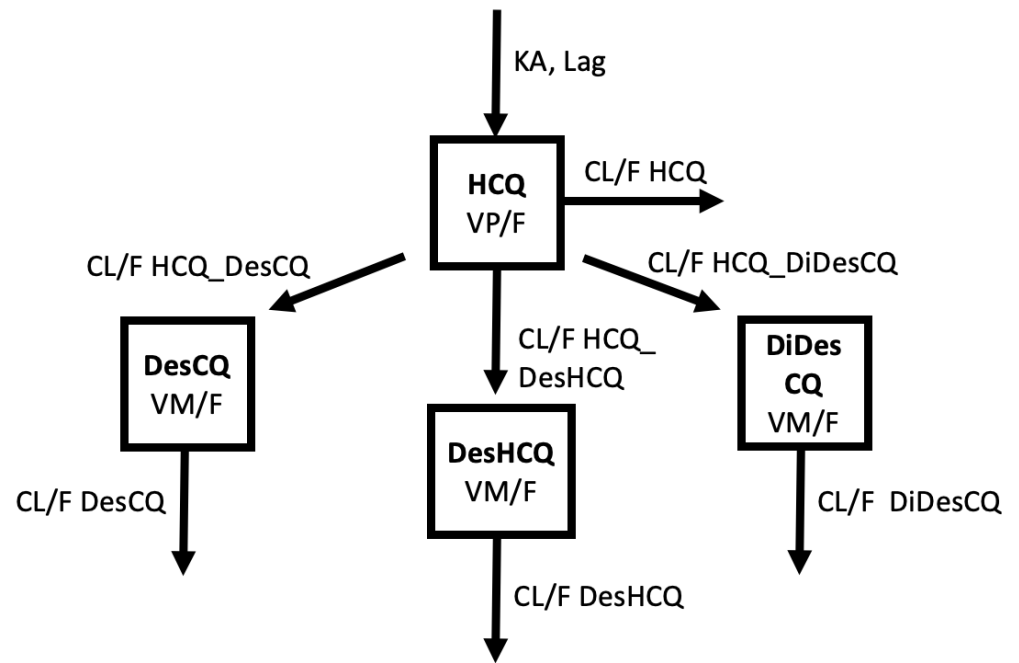 KA, Lag
HCQ
VP/F
CL/F HCQ
CL/F HCQ_DesCQ
CL/F HCQ_DiDesCQ
CL/F HCQ_
DesHCQ
DesCQ
VM/F
DiDes
CQ
VM/F
DesHCQ
VM/F
CL/F DesCQ
CL/F  DiDesCQ
CL/F DesHCQ